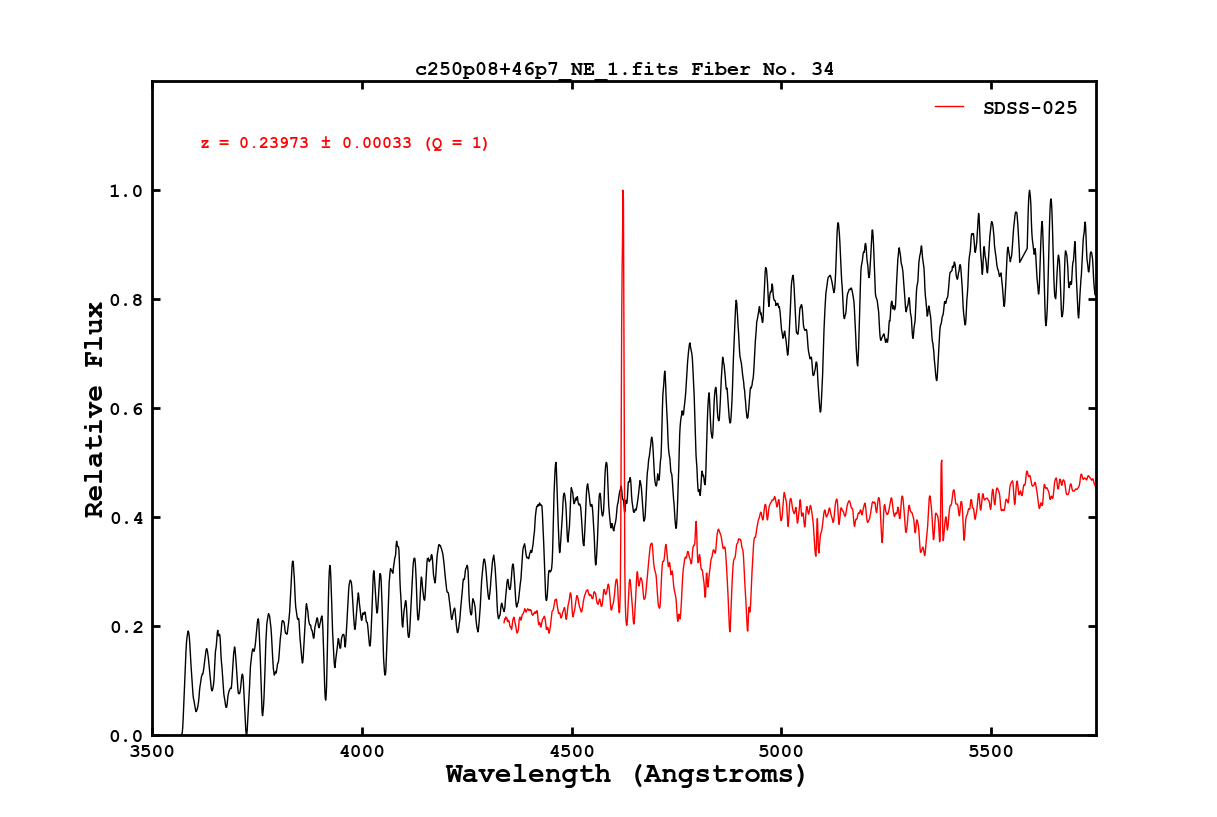 c250p08+46p7_NE_1.fits Fiber No. 34
SDSS-025
z = 0.23973 ± 0.00033 (Q = 1)
1.0
0.8
0.6
0.4
0.2
0.0
Relative Flux
3500 4000 4500 5000 5500
Wavelength (Angstroms)